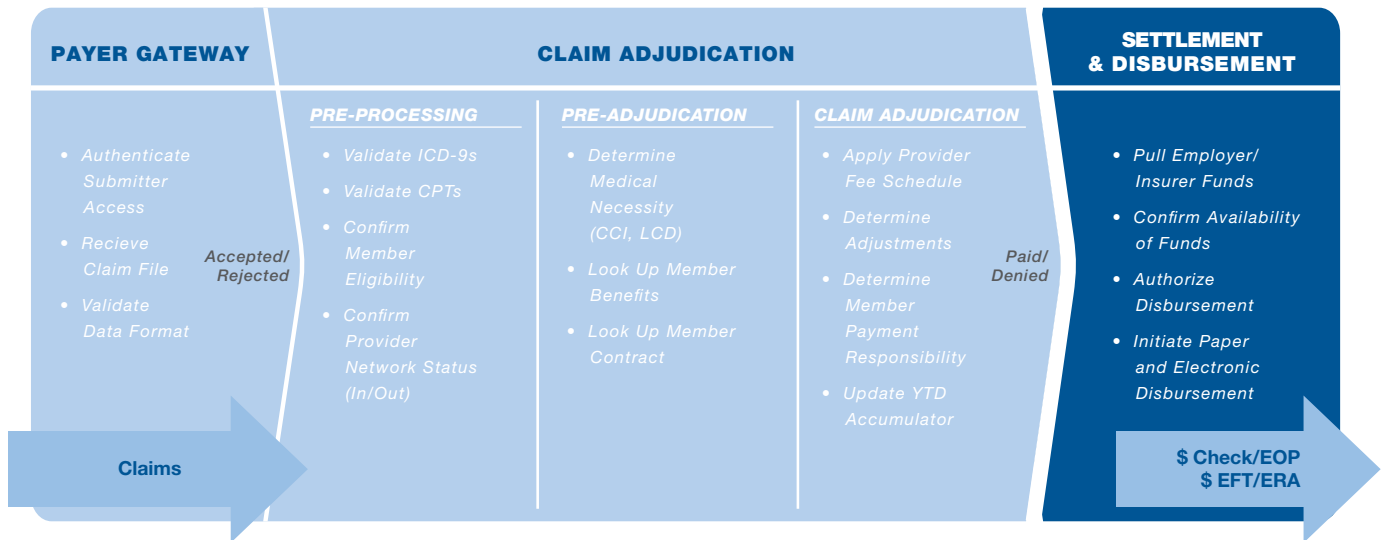 PAYER GATEWAY
CLAIM ADJUDICATION
SETTLEMENT
& DISBURSEMENT
• Authenticate
Submitter
Access
• Recieve
Claim File
• Validate
Data Format
Accepted/
Rejected
PRE-PROCESSING
• Validate ICD-9s
• Validate CPTs
• Confirm
Member
Eligibility
• Confirm
Provider
Network Status
(In/Out)
PRE-ADJUDICATION
• Determine
Medical
Necessity
(CCI, LCD)
• Look Up Member
Benefits
• Look Up Member
Contract
CLAIM ADJUDICATION
• Apply Provider
Fee Schedule
• Determine
Adjustments
• Determine
Member
Payment
Responsibility
• Update YTD
Accumulator
Paid/
Denied
• Pull Employer/
Insurer Funds
• Confirm Availability
of Funds
• Authorize
Disbursement
• Initiate Paper
and Electronic
Disbursement
Claims
$ Check/EOP
$ EFT/ERA